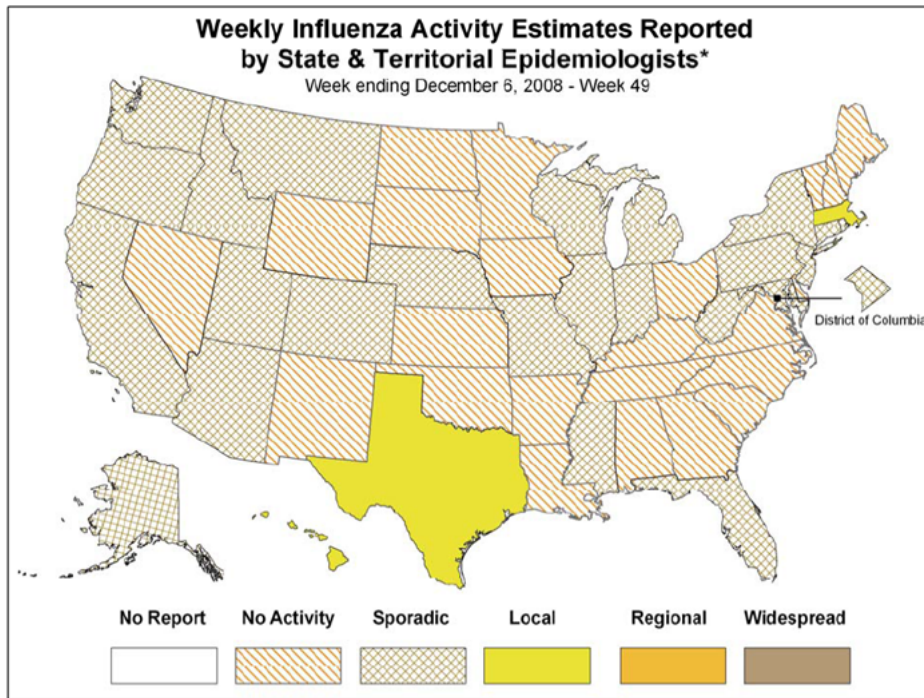 Weekly Influenza Activity Estimates Reported
by State & Territorial Epidemiologists*
Week ending December 6, 2008 - Week 49
District of Columbia
No Report No Activity Sporadic Local Regional Widespread